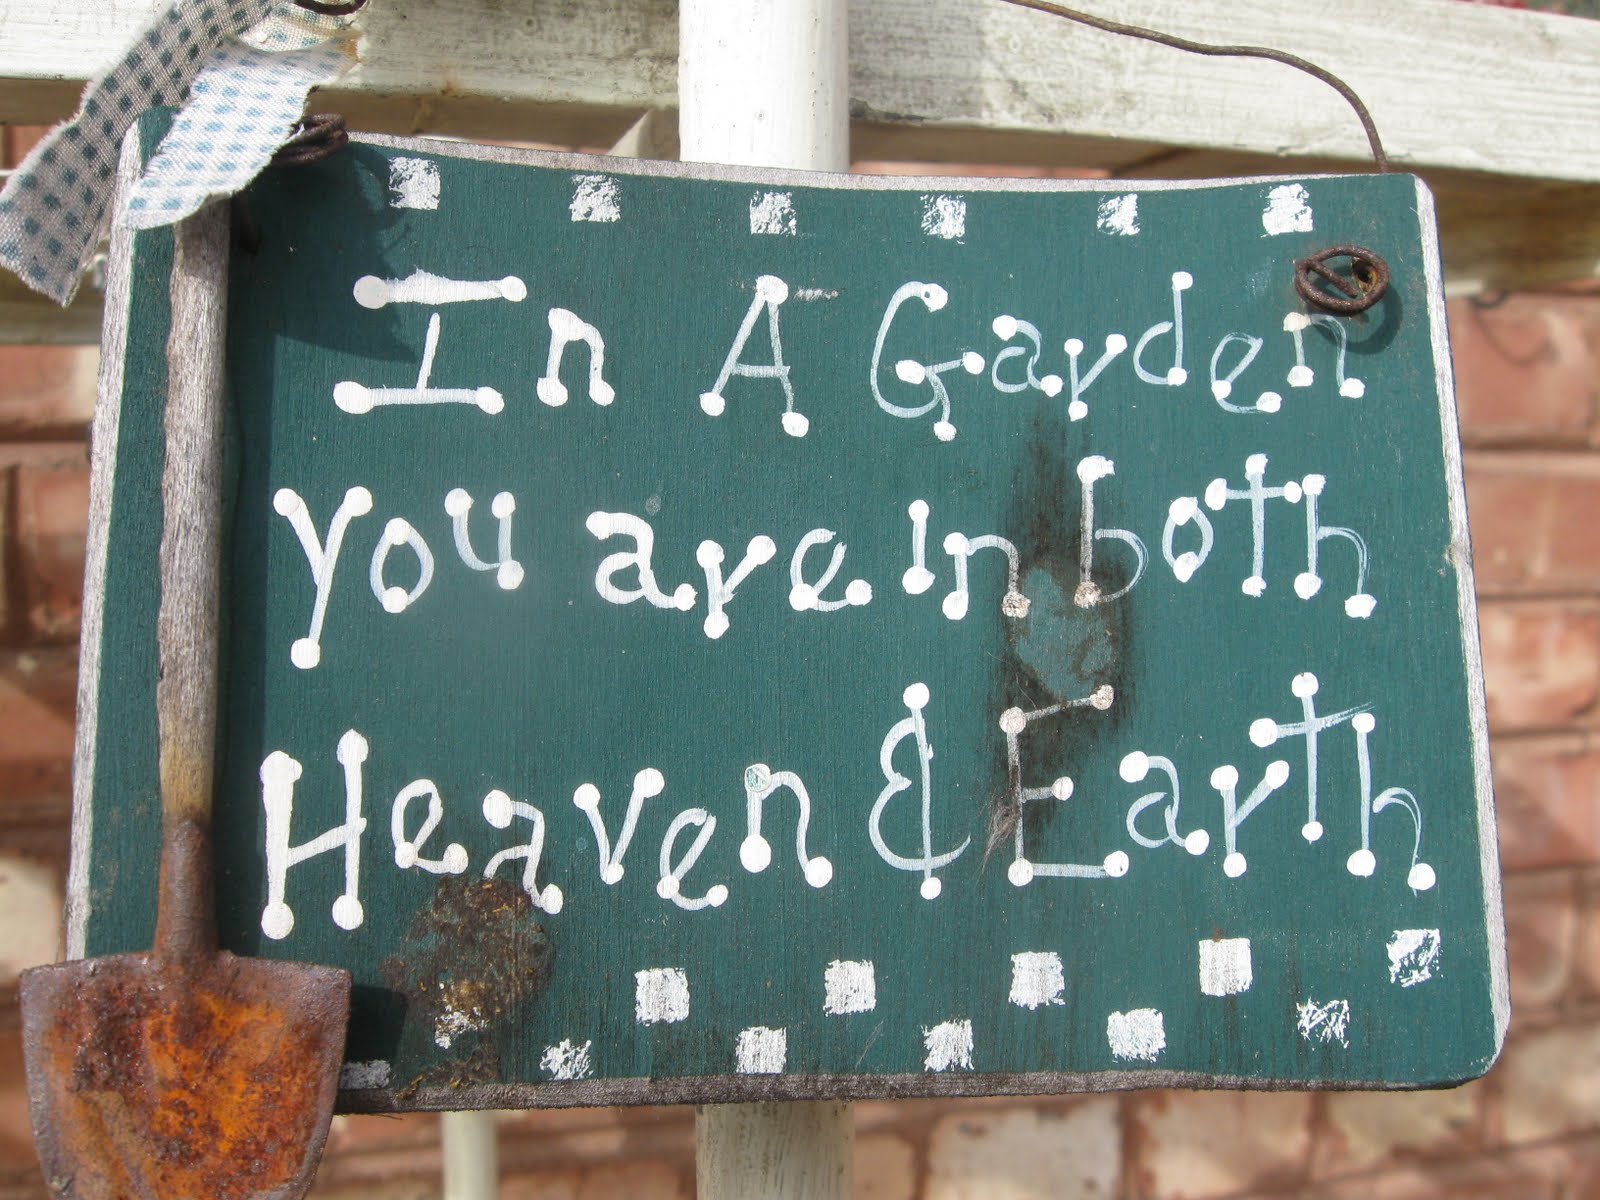 In A Garden
you are in both
Heaven & Earth